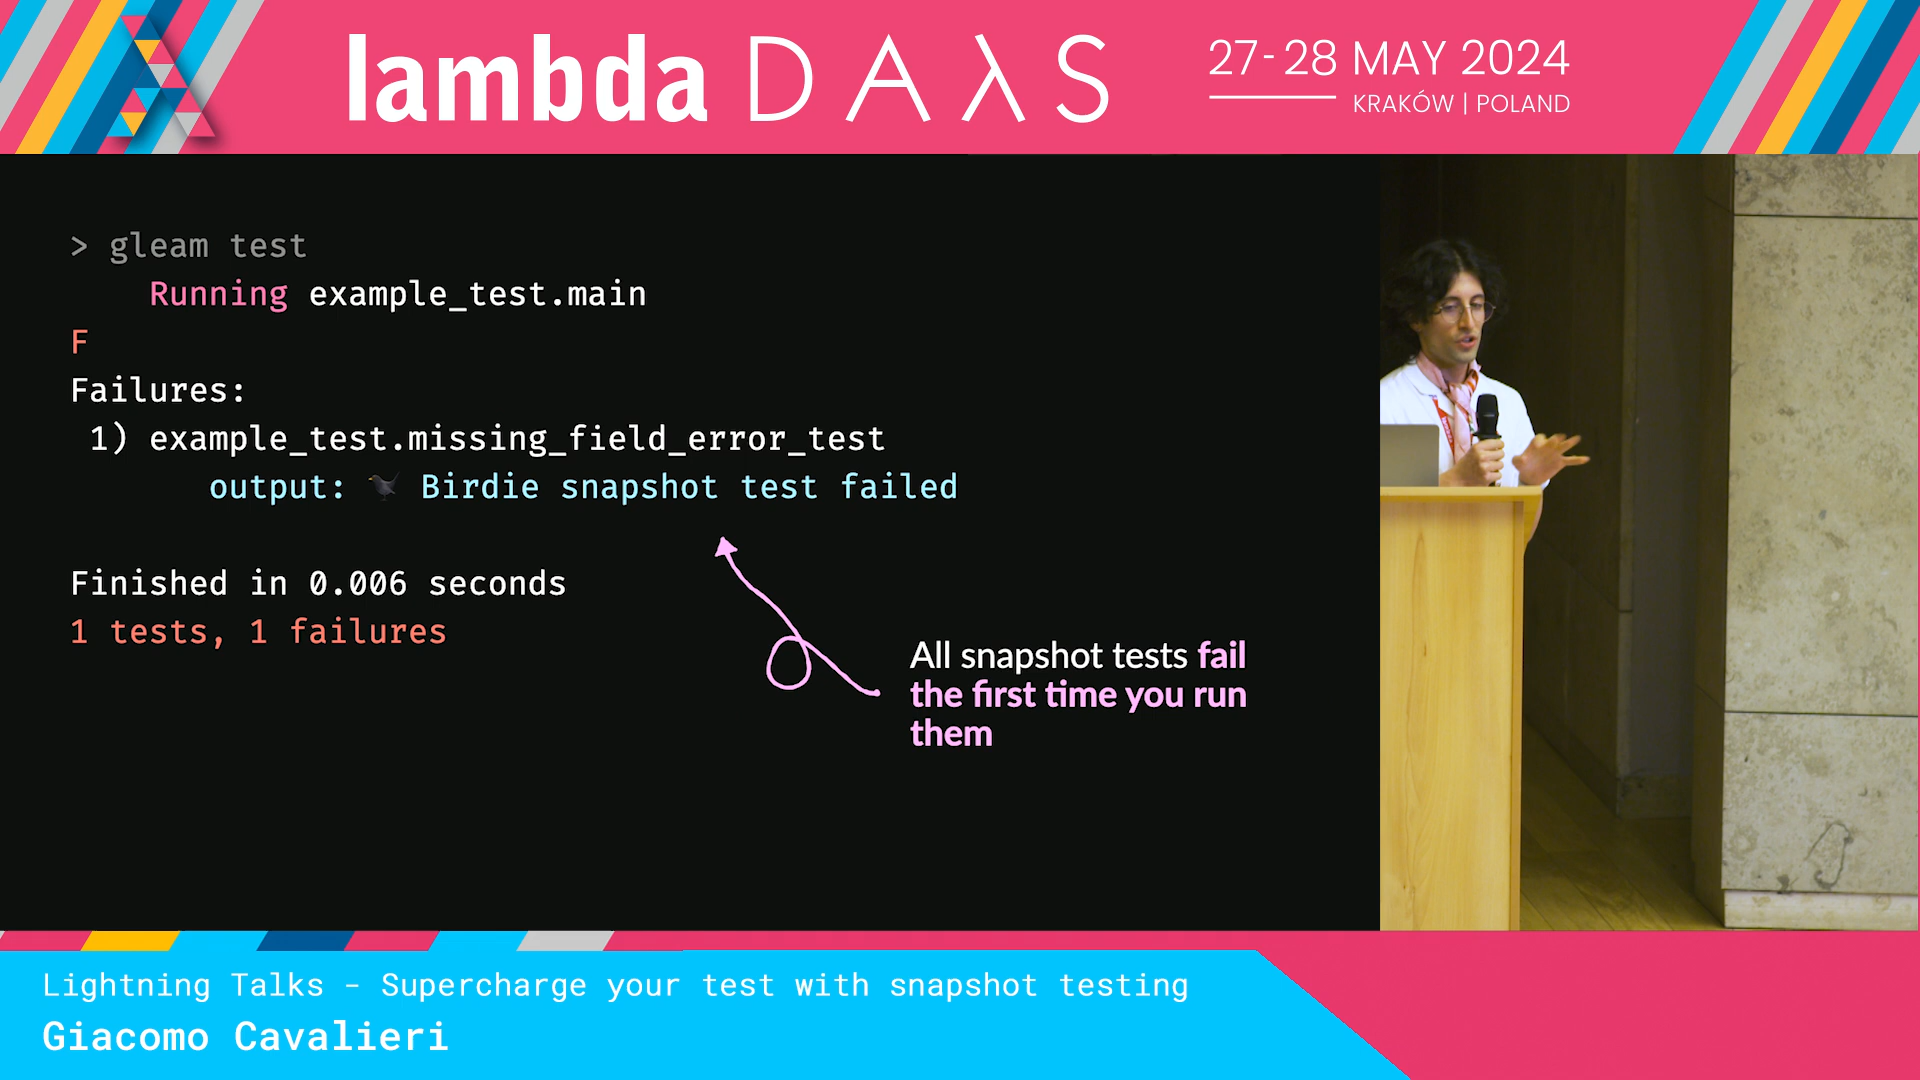 lambda DAλS
27-28 MAY 2024
KRAKÓW | POLAND
> gleam test
Running example_test.main
F
Failures:
1) example_test.missing_field_error_test
output: 🐦‍⬛ Birdie snapshot test failed
Finished in 0.006 seconds
1 tests, 1 failures
All snapshot tests fail
the first time you run
them
Lightning Talks - Supercharge your test with snapshot testing
Giacomo Cavalieri